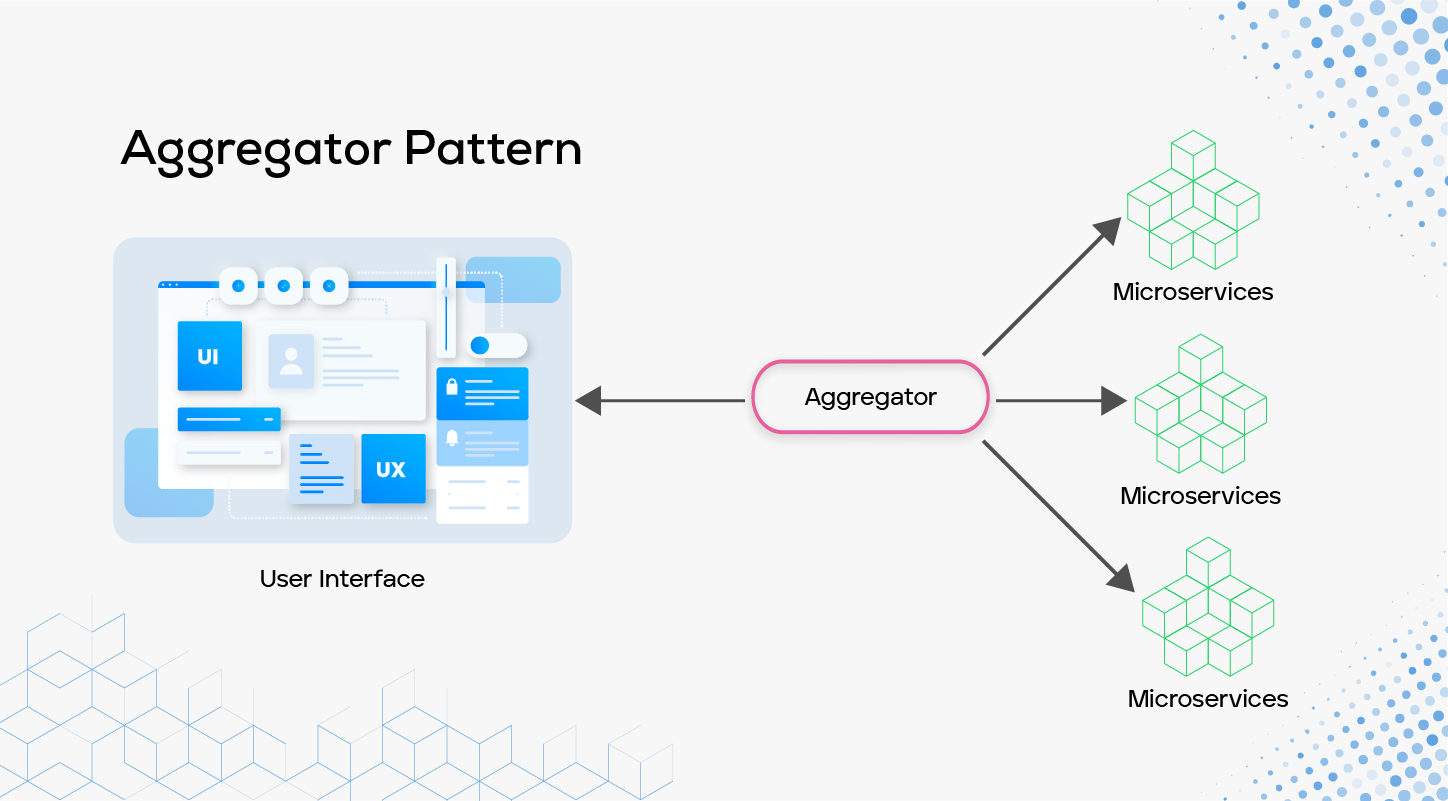 Aggregator Pattern
UI
UX
User Interface
Aggregator
Microservices
Microservices
Microservices